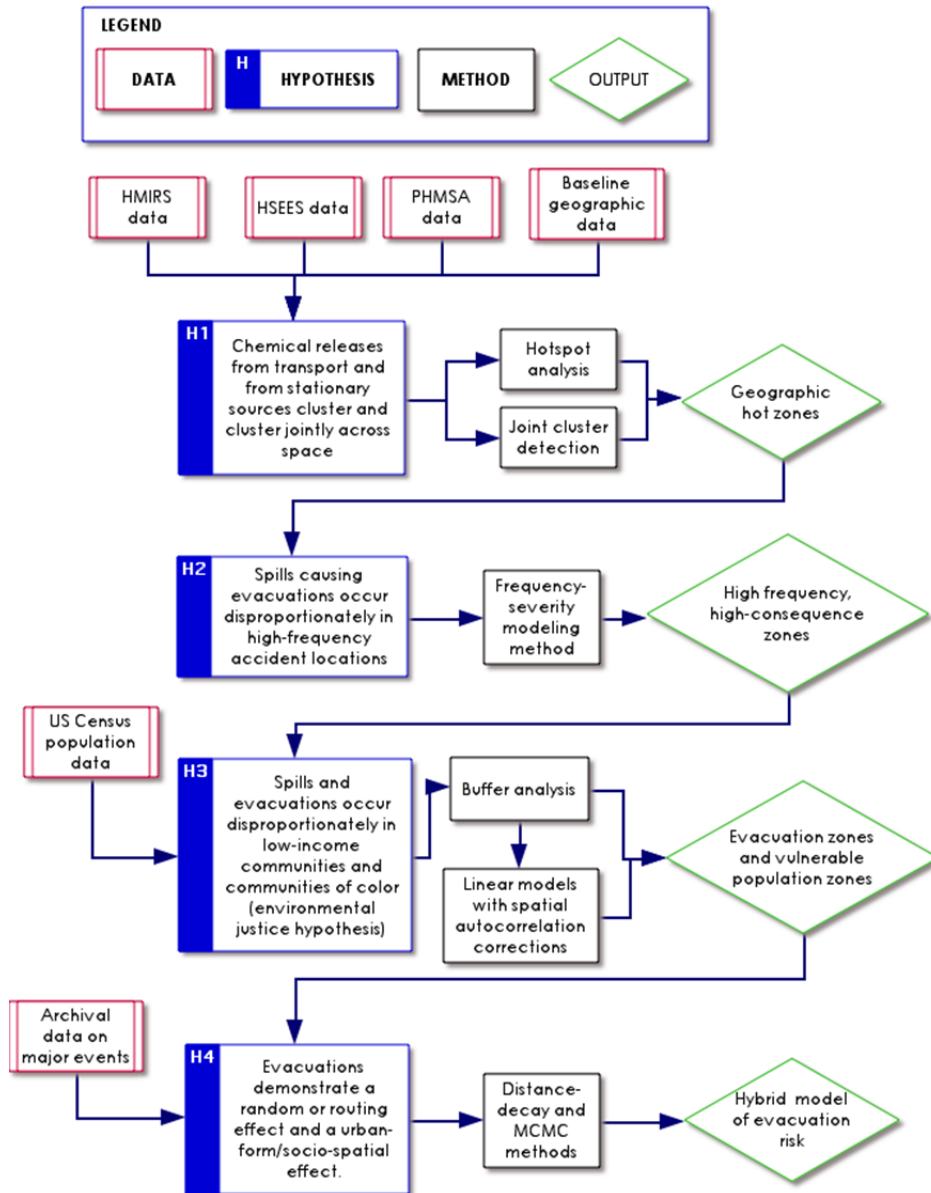 LEGEND
DATA
H
HYPOTHESIS
METHOD
OUTPUT
HMIRS
data
HSEES data
PHMSA
data
Baseline
geographic
data
H1
Chemical releases
from transport and
from stationary
sources cluster and
cluster jointly across
space
Hotspot
analysis
Joint cluster
detection
Geographic
hot zones
H2
Spills causing
evacuations occur
disproportionately in
high-frequency
accident locations
Frequency-
severity
modeling
method
High frequency,
high-consequence
zones
US Census
population
data
H3
Spills and
evacuations occur
disproportionately in
low-income
communities and
communities of color
(environmental
justice hypothesis)
Buffer analysis
Linear models
with spatial
autocorrelation
corrections
Evacuation zones
and vulnerable
population zones
Archival
data on
major events
H4
Evacuations
demonstrate a
random or routing
effect and a urban-
form/socio-spatial
effect.
Distance-
decay and
MCMC
methods
Hybrid model
of evacuation
risk